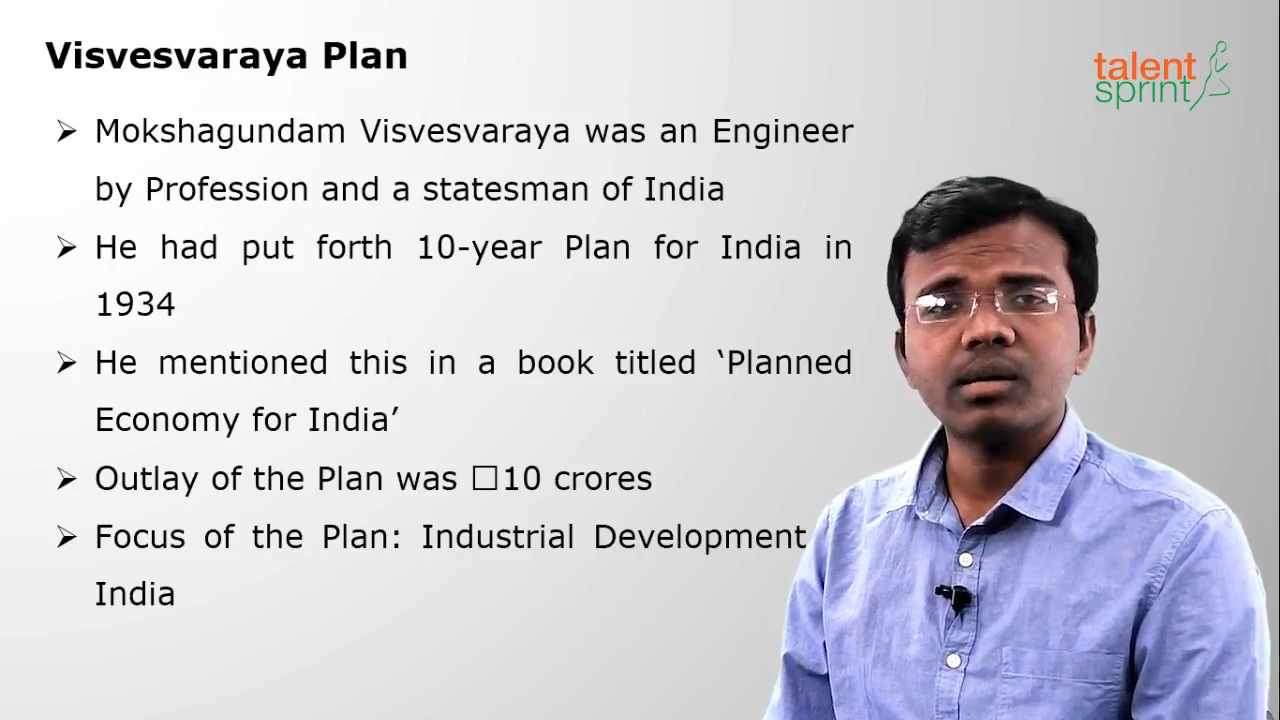 Visvesvaraya Plan
talent
sprint
➢ Mokshagundam Visvesvaraya was an Engineer
by Profession and a statesman of India
➢ He had put forth 10-year Plan for India in
1934
➢ He mentioned this in a book titled ‘Planned
Economy for India’
➢ Outlay of the Plan was □10 crores
➢ Focus of the Plan: Industrial Development
India